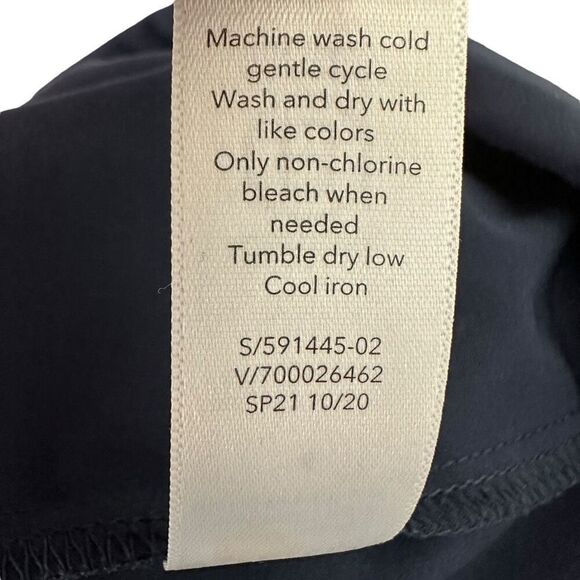 Machine wash cold
gentle cycle
Wash and dry with
like colors
Only non-chlorine
bleach when
needed
Tumble dry low
Cool iron
S/591445-02
V/700026462
SP21 10/20